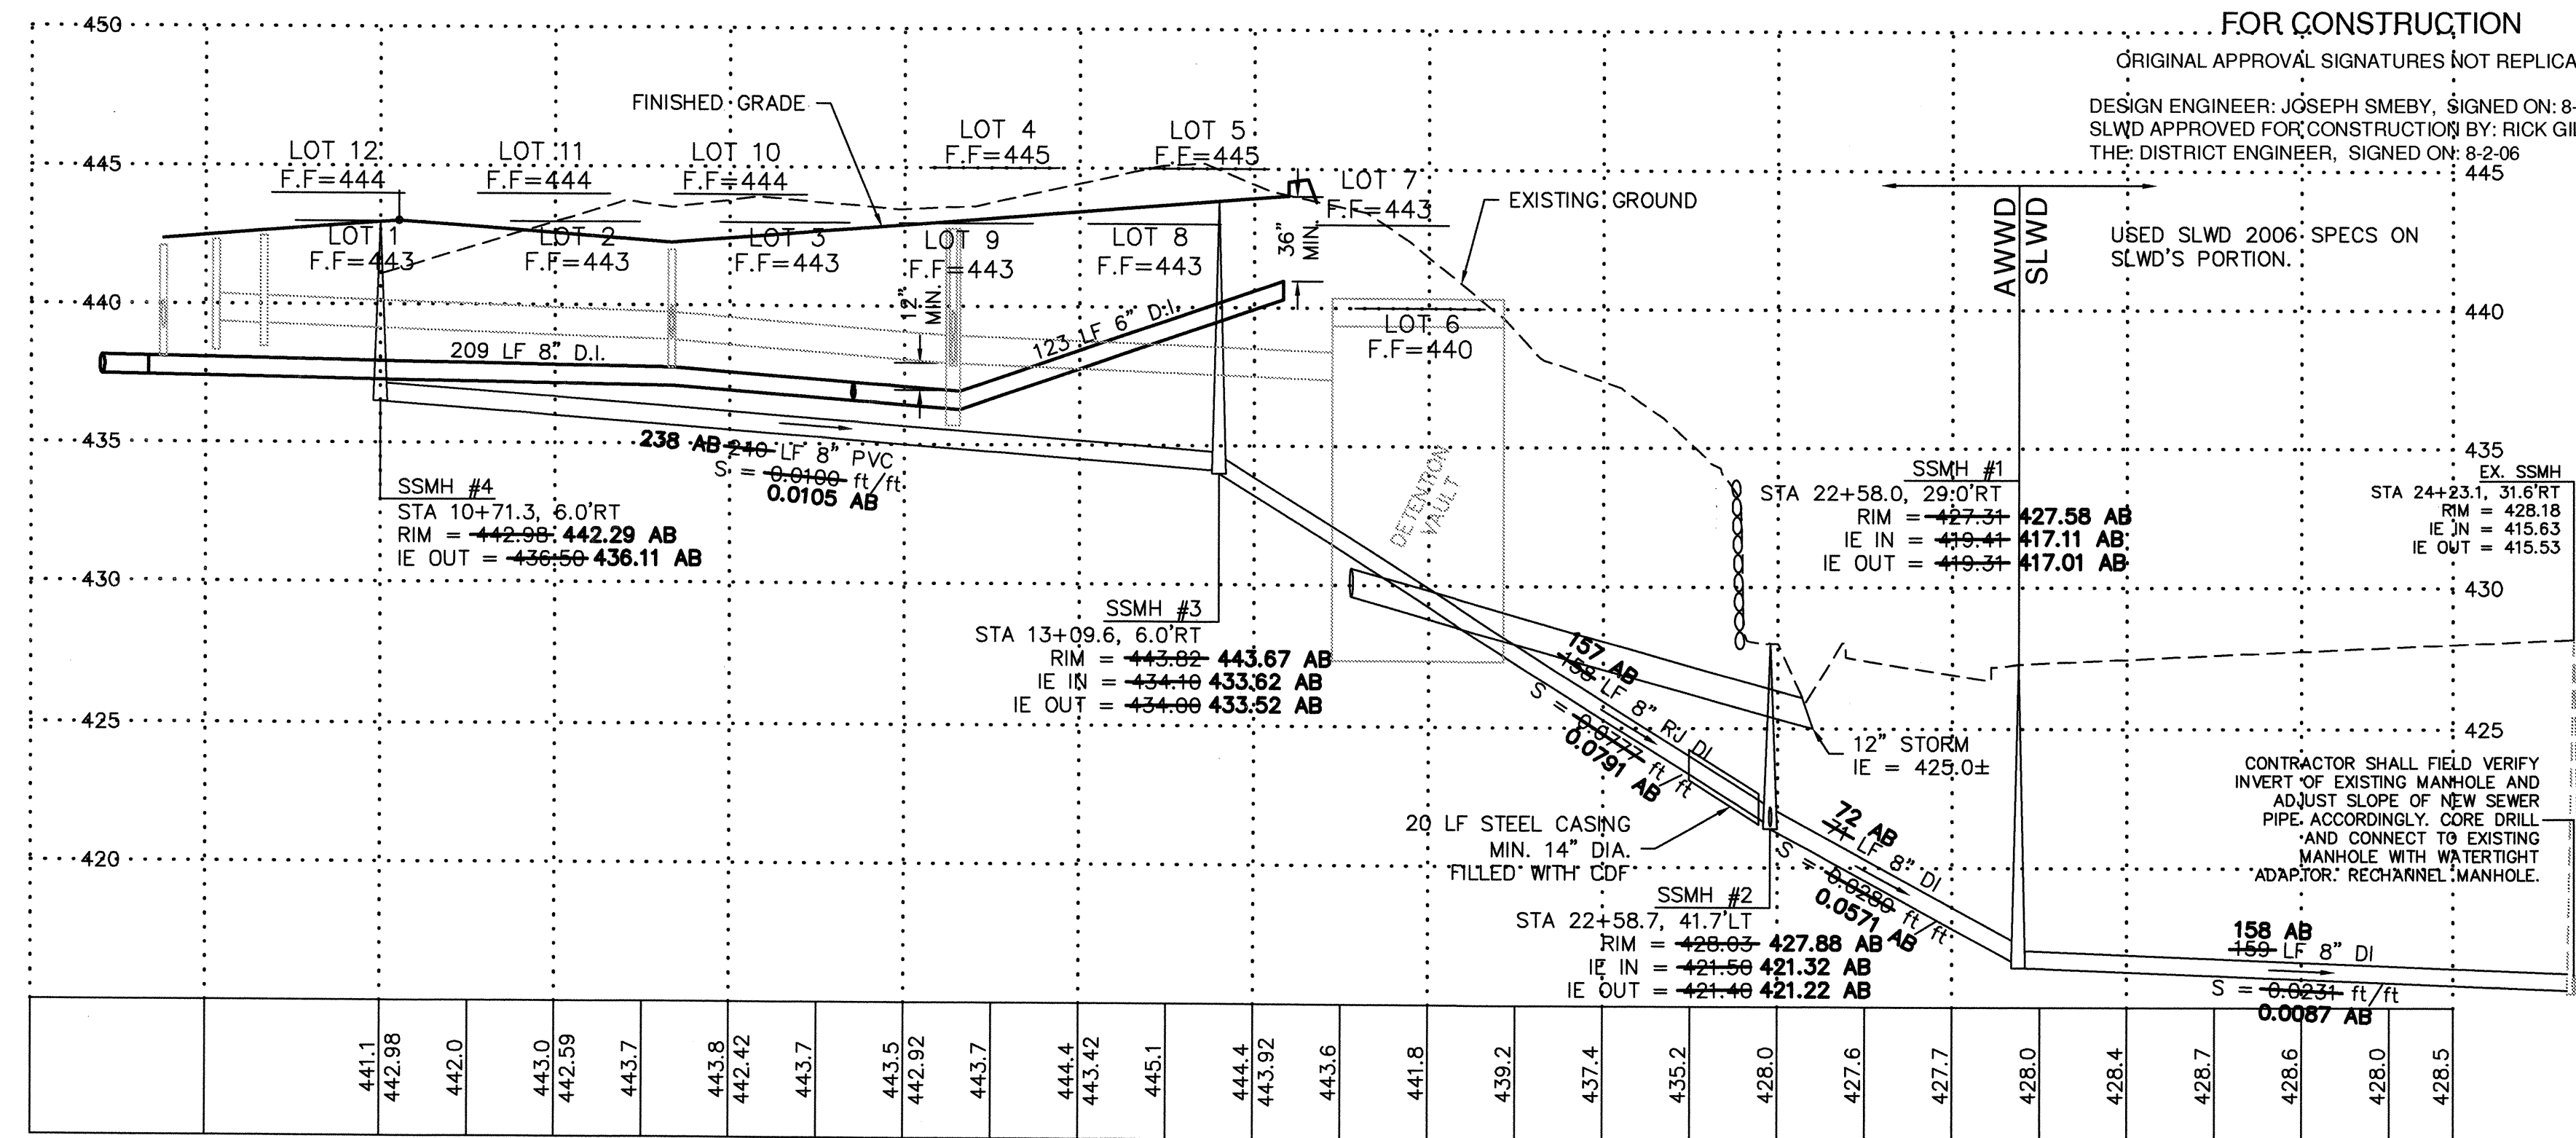 FOR CONSTRUCTION
ORIGINAL APPROVAL SIGNATURES NOT REPLICA
DESIGN ENGINEER: JOSEPH SMEBY, SIGNED ON: 8-
SLWD APPROVED FOR CONSTRUCTION BY: RICK GI
THE DISTRICT ENGINEER, SIGNED ON: 8-2-06
450
445
440
435
430
425
420
445
440
435
430
425
FINISHED GRADE
LOT 12
F.F=444
LOT 11
F.F=444
LOT 10
F.F=444
LOT 4
F.F=445
LOT 5
F.F=445
LOT 7
F.F=443
EXISTING GROUND
LOT 1
F.F=443
LOT 2
F.F=443
LOT 3
F.F=443
LOT 9
F.F=443
LOT 8
F.F=443
LOT 6
F.F=440
36"
MIN.
12"
MIN.
AWWD
SLWD
USED SLWD 2006 SPECS ON
SLWD'S PORTION.
209 LF 8" D.I.
123 LF 6" D.I.
238 AB 240 LF 8" PVC
S = 0.0100 ft/ft
0.0105 AB
DETENTION
VAULT
SSMH #4
STA 10+71.3, 6.0'RT
RIM = 442.98 442.29 AB
IE OUT = 436.50 436.11 AB
SSMH #3
STA 13+09.6, 6.0'RT
RIM = 443.82 443.67 AB
IE IN = 434.10 433.62 AB
IE OUT = 434.00 433.52 AB
SSMH #1
STA 22+58.0, 29.0'RT
RIM = 427.31 427.58 AB
IE IN = 419.41 417.11 AB
IE OUT = 419.31 417.01 AB
EX. SSMH
STA 24+23.1, 31.6'RT
RIM = 428.18
IE IN = 415.63
IE OUT = 415.53
157 AB
158 LF 8" RJ DI
S = 0.0777 ft/ft
0.0791 AB
12" STORM
IE = 425.0±
20 LF STEEL CASING
MIN. 14" DIA.
FILLED WITH CDF
72 AB
71 LF 8" DI
S = 0.0280 ft/ft
0.0571 AB
SSMH #2
STA 22+58.7, 41.7'LT
RIM = 428.03 427.88 AB
IE IN = 421.50 421.32 AB
IE OUT = 421.40 421.22 AB
CONTRACTOR SHALL FIELD VERIFY
INVERT OF EXISTING MANHOLE AND
ADJUST SLOPE OF NEW SEWER
PIPE ACCORDINGLY. CORE DRILL
AND CONNECT TO EXISTING
MANHOLE WITH WATERTIGHT
ADAPTOR. RECHANNEL MANHOLE.
158 AB
159 LF 8" DI
S = 0.0231 ft/ft
0.0087 AB
441.1
442.98
442.0
443.0
442.59
443.7
443.8
442.42
443.7
443.5
442.92
443.7
444.4
443.42
445.1
444.4
443.92
443.6
441.8
439.2
437.4
435.2
428.0
427.6
427.7
428.0
428.4
428.7
428.6
428.0
428.5